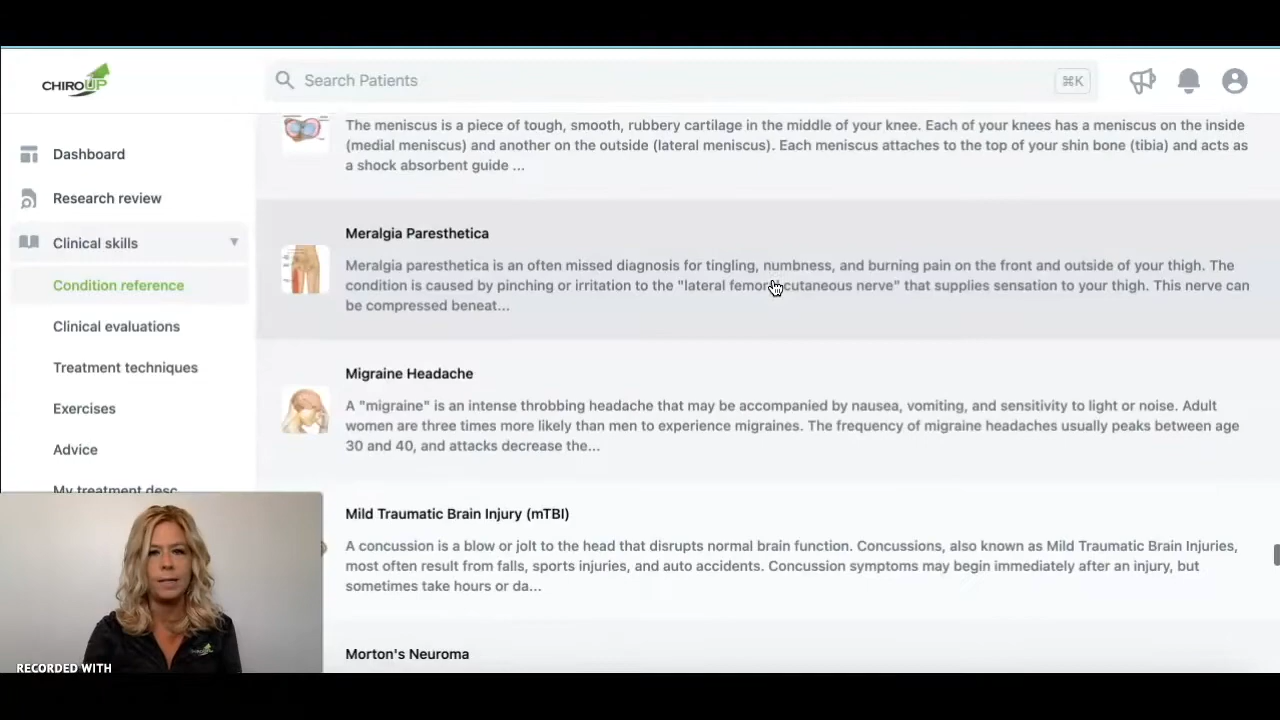 CHIROUP
Search Patients
⌘K
Dashboard
Research review
Clinical skills
Condition reference
Clinical evaluations
Treatment techniques
Exercises
Advice
My treatment desc
The meniscus is a piece of tough, smooth, rubbery cartilage in the middle of your knee. Each of your knees has a meniscus on the inside
(medial meniscus) and another on the outside (lateral meniscus). Each meniscus attaches to the top of your shin bone (tibia) and acts as
a shock absorbent guide ...
Meralgia Paresthetica
Meralgia paresthetica is an often missed diagnosis for tingling, numbness, and burning pain on the front and outside of your thigh. The
condition is caused by pinching or irritation to the "lateral femoral cutaneous nerve" that supplies sensation to your thigh. This nerve can
be compressed beneat...
Migraine Headache
A "migraine" is an intense throbbing headache that may be accompanied by nausea, vomiting, and sensitivity to light or noise. Adult
women are three times more likely than men to experience migraines. The frequency of migraine headaches usually peaks between age
30 and 40, and attacks decrease the...
Mild Traumatic Brain Injury (mTBI)
A concussion is a blow or jolt to the head that disrupts normal brain function. Concussions, also known as Mild Traumatic Brain Injuries,
most often result from falls, sports injuries, and auto accidents. Concussion symptoms may begin immediately after an injury, but
sometimes take hours or da...
Morton's Neuroma
RECORDED WITH